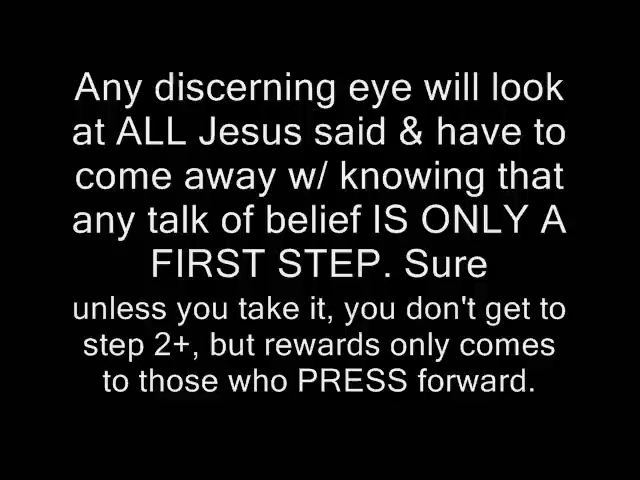 Any discerning eye will look
at ALL Jesus said & have to
come away w/ knowing that
any talk of belief IS ONLY A
FIRST STEP. Sure
unless you take it, you don't get to
step 2+, but rewards only comes
to those who PRESS forward.